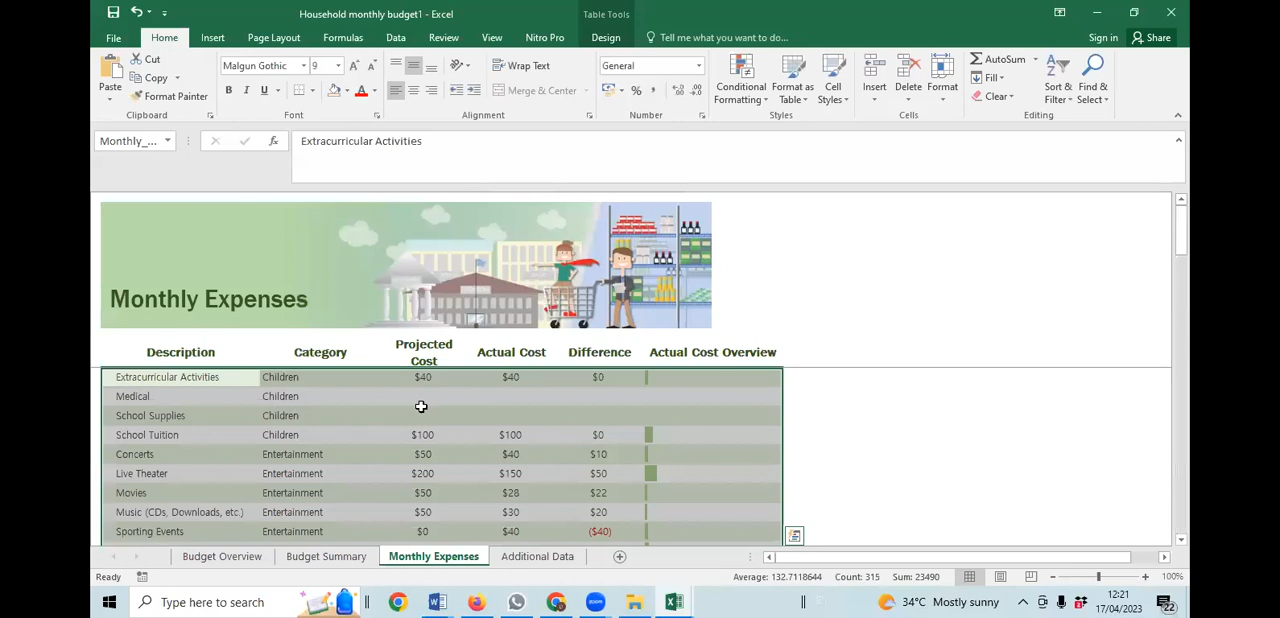 Household monthly budget1 - Excel
Table Tools
File Home Insert Page Layout Formulas Data Review View Nitro Pro Design Tell me what you want to do... Sign in Share
Paste
Cut
Copy
Format Painter
Clipboard
Malgun Gothic 9
B I U
Font
Wrap Text
Merge & Center
Alignment
General
% ,
Number
Conditional Formatting
Format as Table
Cell Styles
Styles
Insert Delete Format
Cells
AutoSum
Fill
Clear
Sort & Filter
Find & Select
Editing
Monthly_... fx Extracurricular Activities
Monthly Expenses
Description Category Projected Cost Actual Cost Difference Actual Cost Overview
Extracurricular Activities Children $40 $40 $0
Medical Children
School Supplies Children
School Tuition Children $100 $100 $0
Concerts Entertainment $50 $40 $10
Live Theater Entertainment $200 $150 $50
Movies Entertainment $50 $28 $22
Music (CDs, Downloads, etc.) Entertainment $50 $30 $20
Sporting Events Entertainment $0 $40 ($40)
Budget Overview Budget Summary Monthly Expenses Additional Data
Ready Average: 132.7118644 Count: 315 Sum: 23490 100%
Type here to search 34°C Mostly sunny 12:21
17/04/2023 22